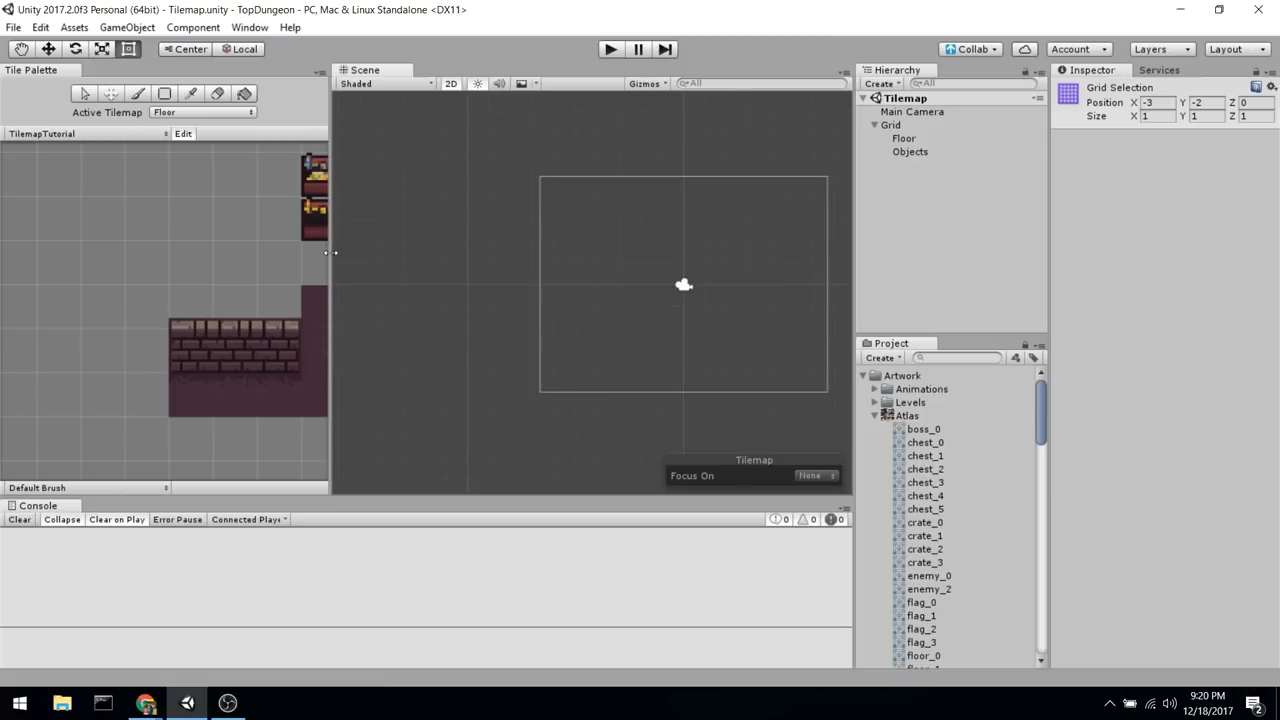 Unity 2017.2.0f3 Personal (64bit) - Tilemap.unity - TopDungeon - PC, Mac & Linux Standalone <DX11>
File Edit Assets GameObject Component Window Help
Center Local Collab Account Layers Layout
Tile Palette
Active Tilemap Floor
TilemapTutorial Edit
Default Brush
Scene
Shaded 2D Gizmos All
Tilemap
Focus On None
Console
Clear Collapse Clear on Play Error Pause Connected Playe 0 0 0
Hierarchy
Create All
Tilemap
Main Camera
Grid
Floor
Objects
Project
Create
Artwork
Animations
Levels
Atlas
boss_0
chest_0
chest_1
chest_2
chest_3
chest_4
chest_5
crate_0
crate_1
crate_2
crate_3
enemy_0
enemy_2
flag_0
flag_1
flag_2
flag_3
floor_0
Inspector Services
Grid Selection
Position X -3 Y -2 Z 0
Size X 1 Y 1 Z 1
9:20 PM
12/18/2017
2